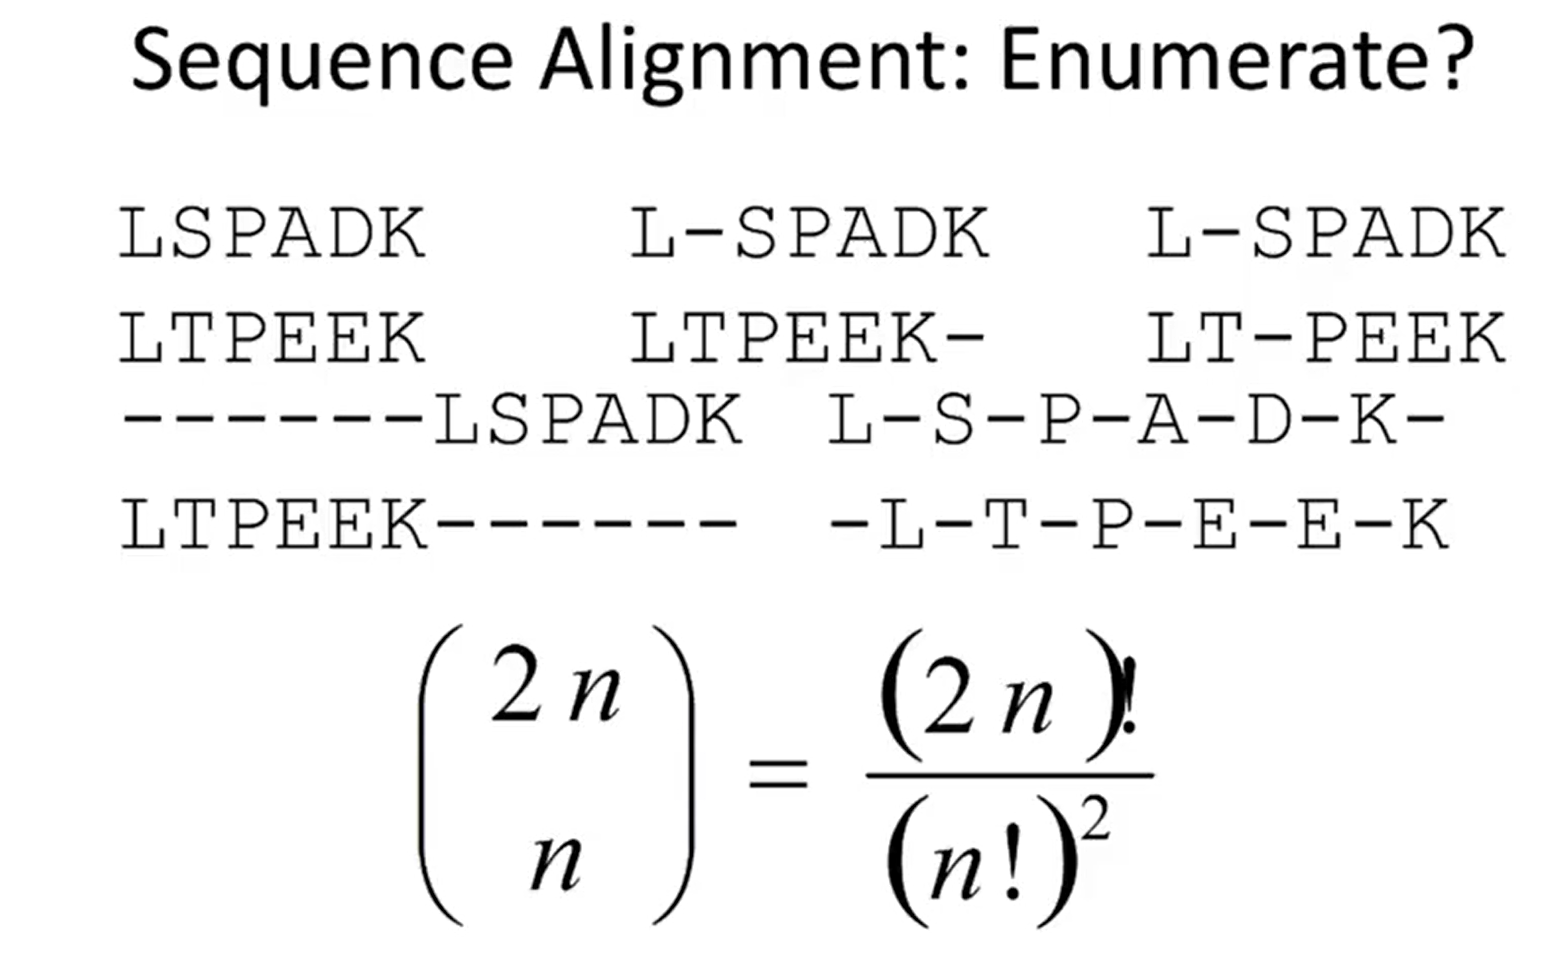 Sequence Alignment: Enumerate?
LSPADK L-SPADK L-SPADK
LTPEEK LTPEEK- LT-PEEK
------LSPADK L-S-P-A-D-K-
LTPEEK------ -L-T-P-E-E-K
(2n n) = (2n)! / (n!)²